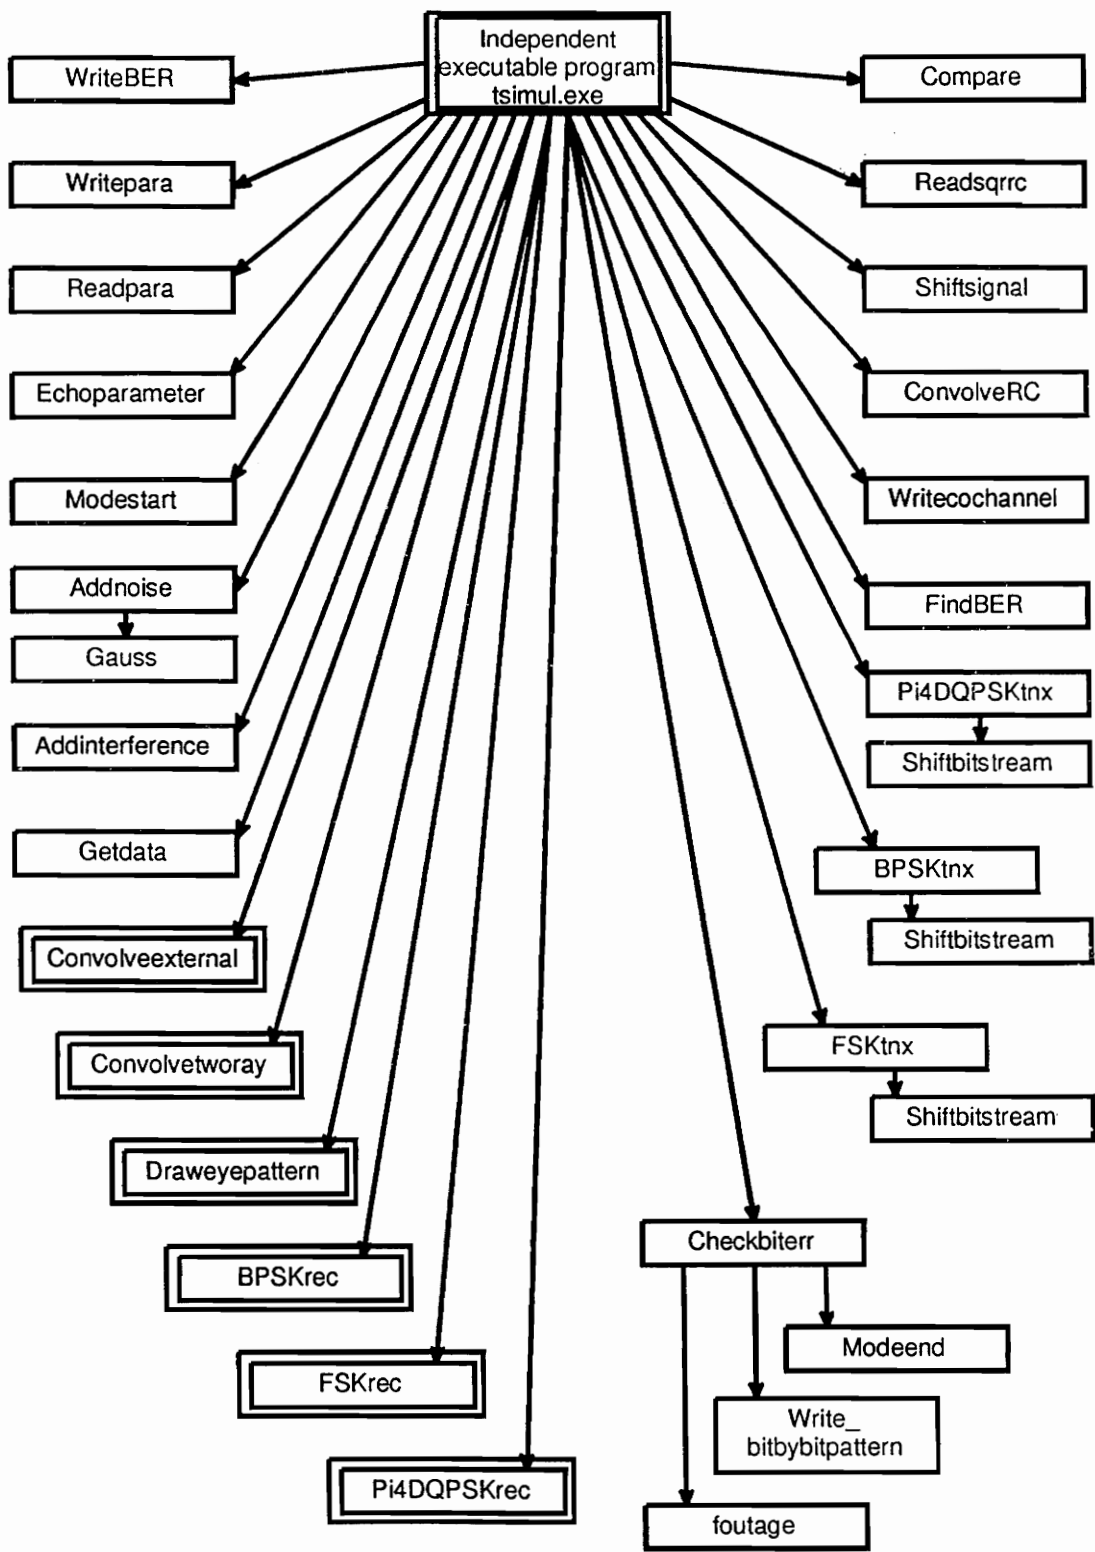 Independent
executable program
tsimul.exe
WriteBER
Compare
Writepara
Readsqrrc
Readpara
Shiftsignal
Echoparameter
ConvolveRC
Modestart
Writecochannel
Addnoise
FindBER
Gauss
Pi4DQPSKtnx
Addinterference
Shiftbitstream
Getdata
BPSKtnx
Convolveexternal
Shiftbitstream
Convolvetworay
FSKtnx
Shiftbitstream
Draweyepattern
Checkbiterr
BPSKrec
Modeend
FSKrec
Write_
bitbybitpattern
Pi4DQPSKrec
foutage